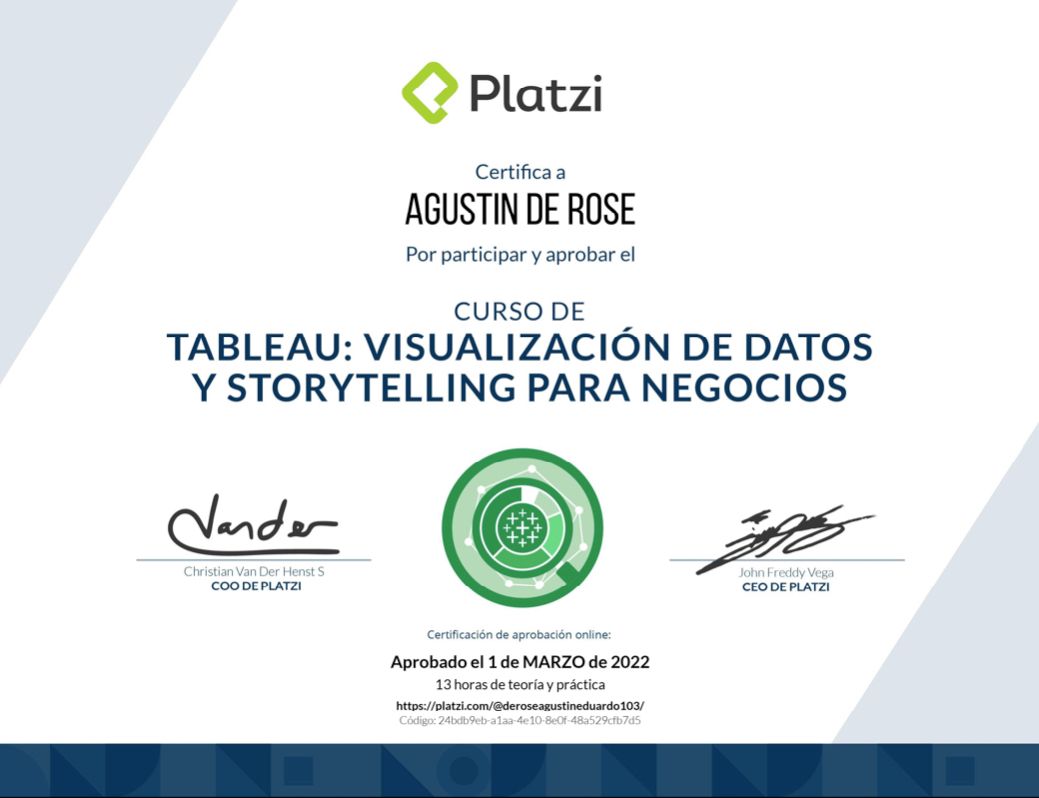 Platzi
Certifica a
AGUSTIN DE ROSE
Por participar y aprobar el
CURSO DE
TABLEAU: VISUALIZACIÓN DE DATOS
Y STORYTELLING PARA NEGOCIOS
Vander
Christian Van Der Henst S
COO DE PLATZI
John Freddy Vega
CEO DE PLATZI
Certificación de aprobación online:
Aprobado el 1 de MARZO de 2022
13 horas de teoría y práctica
https://platzi.com/@deroseagustineduardo103/
Código: 24bdb9eb-a1aa-4e10-8e0f-48a529cfb7d5